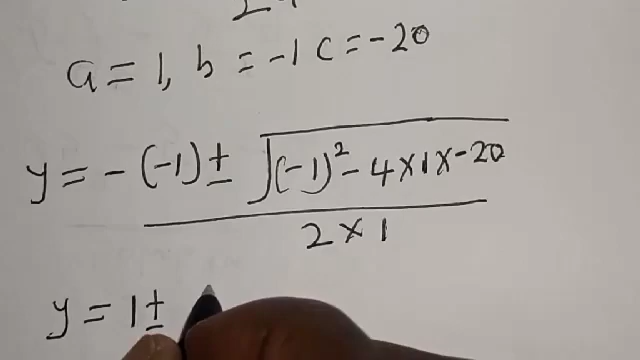 a = 1, b = -1 c = -20
y = -(-1) ± √(-1)² - 4×1×-20
2 × 1
y = 1 ±